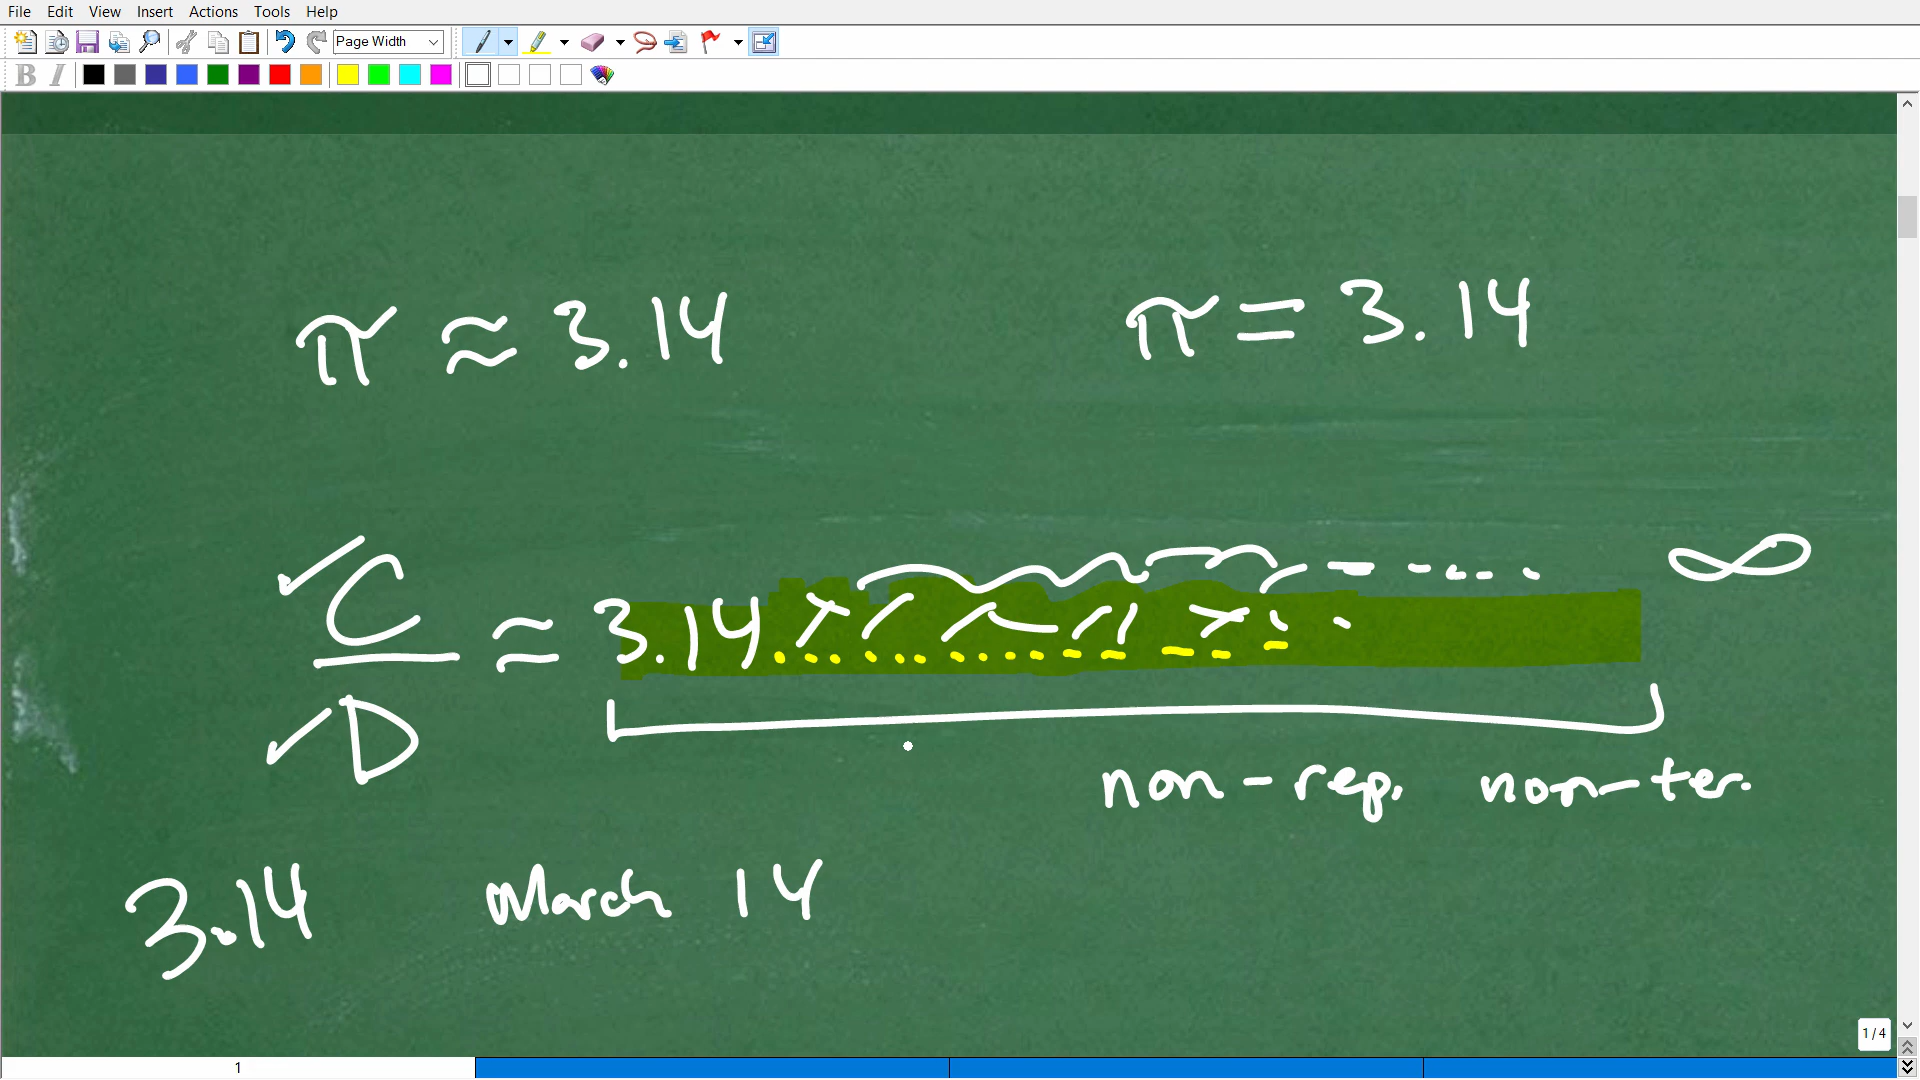 File Edit View Insert Actions Tools Help
Page Width
B I
π ≈ 3.14 π = 3.14
C/D ≈ 3.14 ∞
non-rep. non-ter.
3.14 March 14
1 / 4
1